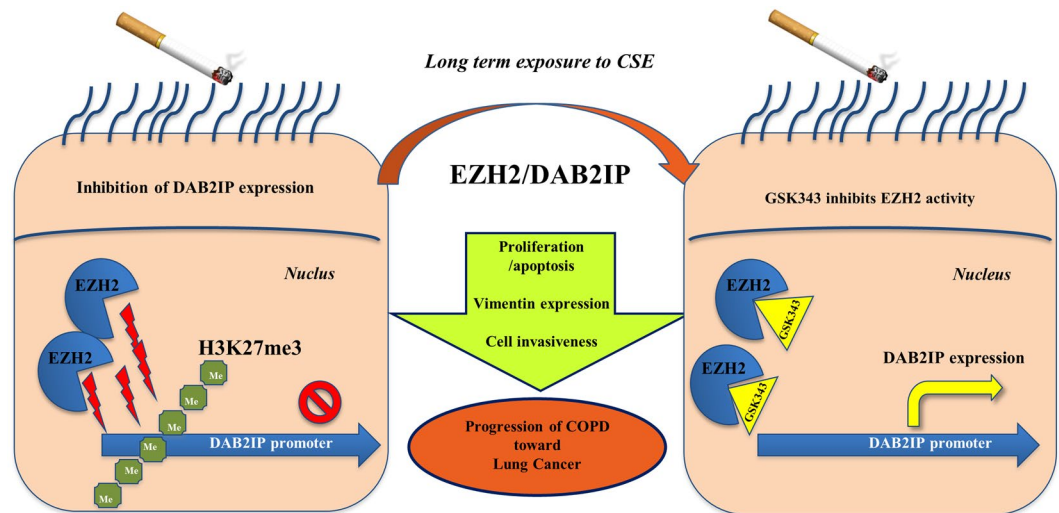 Long term exposure to CSE
Inhibition of DAB2IP expression
Nuclus
EZH2
EZH2
H3K27me3
Me
Me
Me
Me
Me
Me
DAB2IP promoter
EZH2/DAB2IP
Proliferation
/apoptosis
Vimentin expression
Cell invasiveness
Progression of COPD
toward
Lung Cancer
GSK343 inhibits EZH2 activity
Nucleus
EZH2
GSK343
EZH2
GSK343
DAB2IP expression
DAB2IP promoter